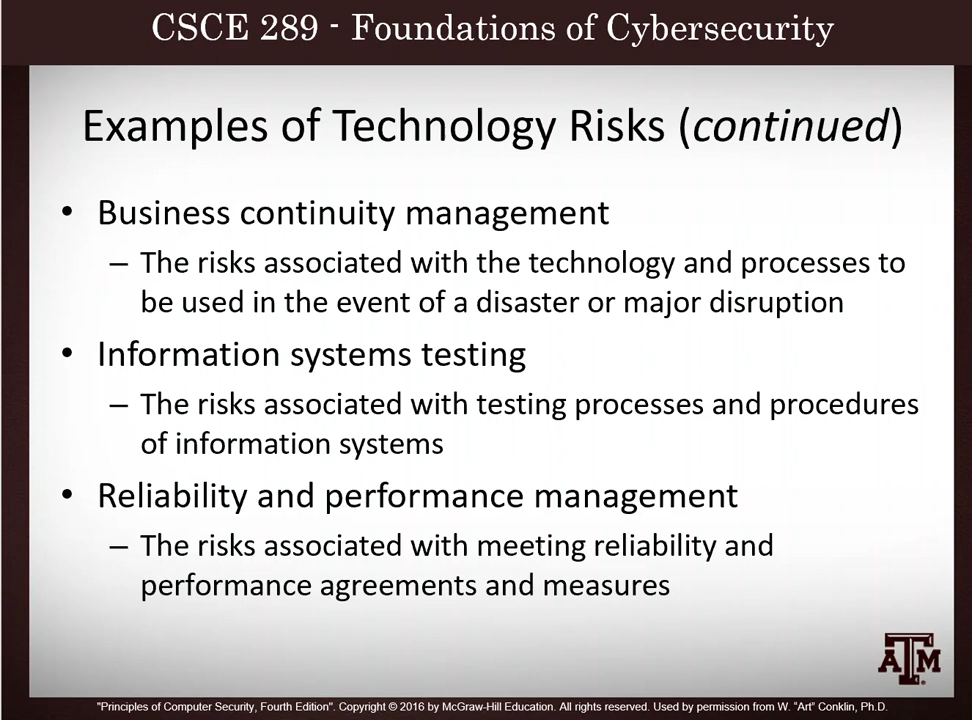 CSCE 289 - Foundations of Cybersecurity
Examples of Technology Risks (continued)
• Business continuity management
– The risks associated with the technology and processes to
be used in the event of a disaster or major disruption
• Information systems testing
– The risks associated with testing processes and procedures
of information systems
• Reliability and performance management
– The risks associated with meeting reliability and
performance agreements and measures
ATM
"Principles of Computer Security, Fourth Edition". Copyright © 2016 by McGraw-Hill Education. All rights reserved. Used by permission from W. "Art" Conklin, Ph.D.